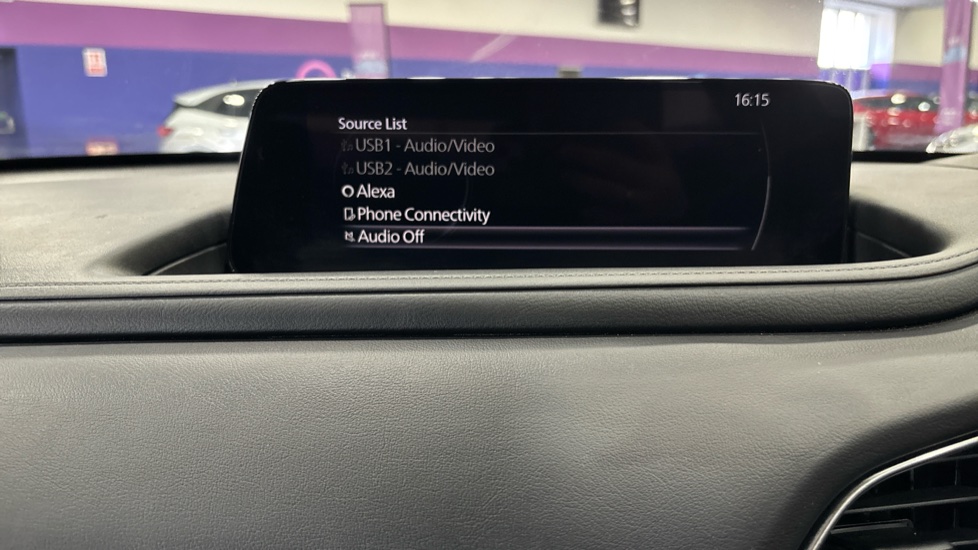 16:15
Source List
USB1 - Audio/Video
USB2 - Audio/Video
Alexa
Phone Connectivity
Audio Off